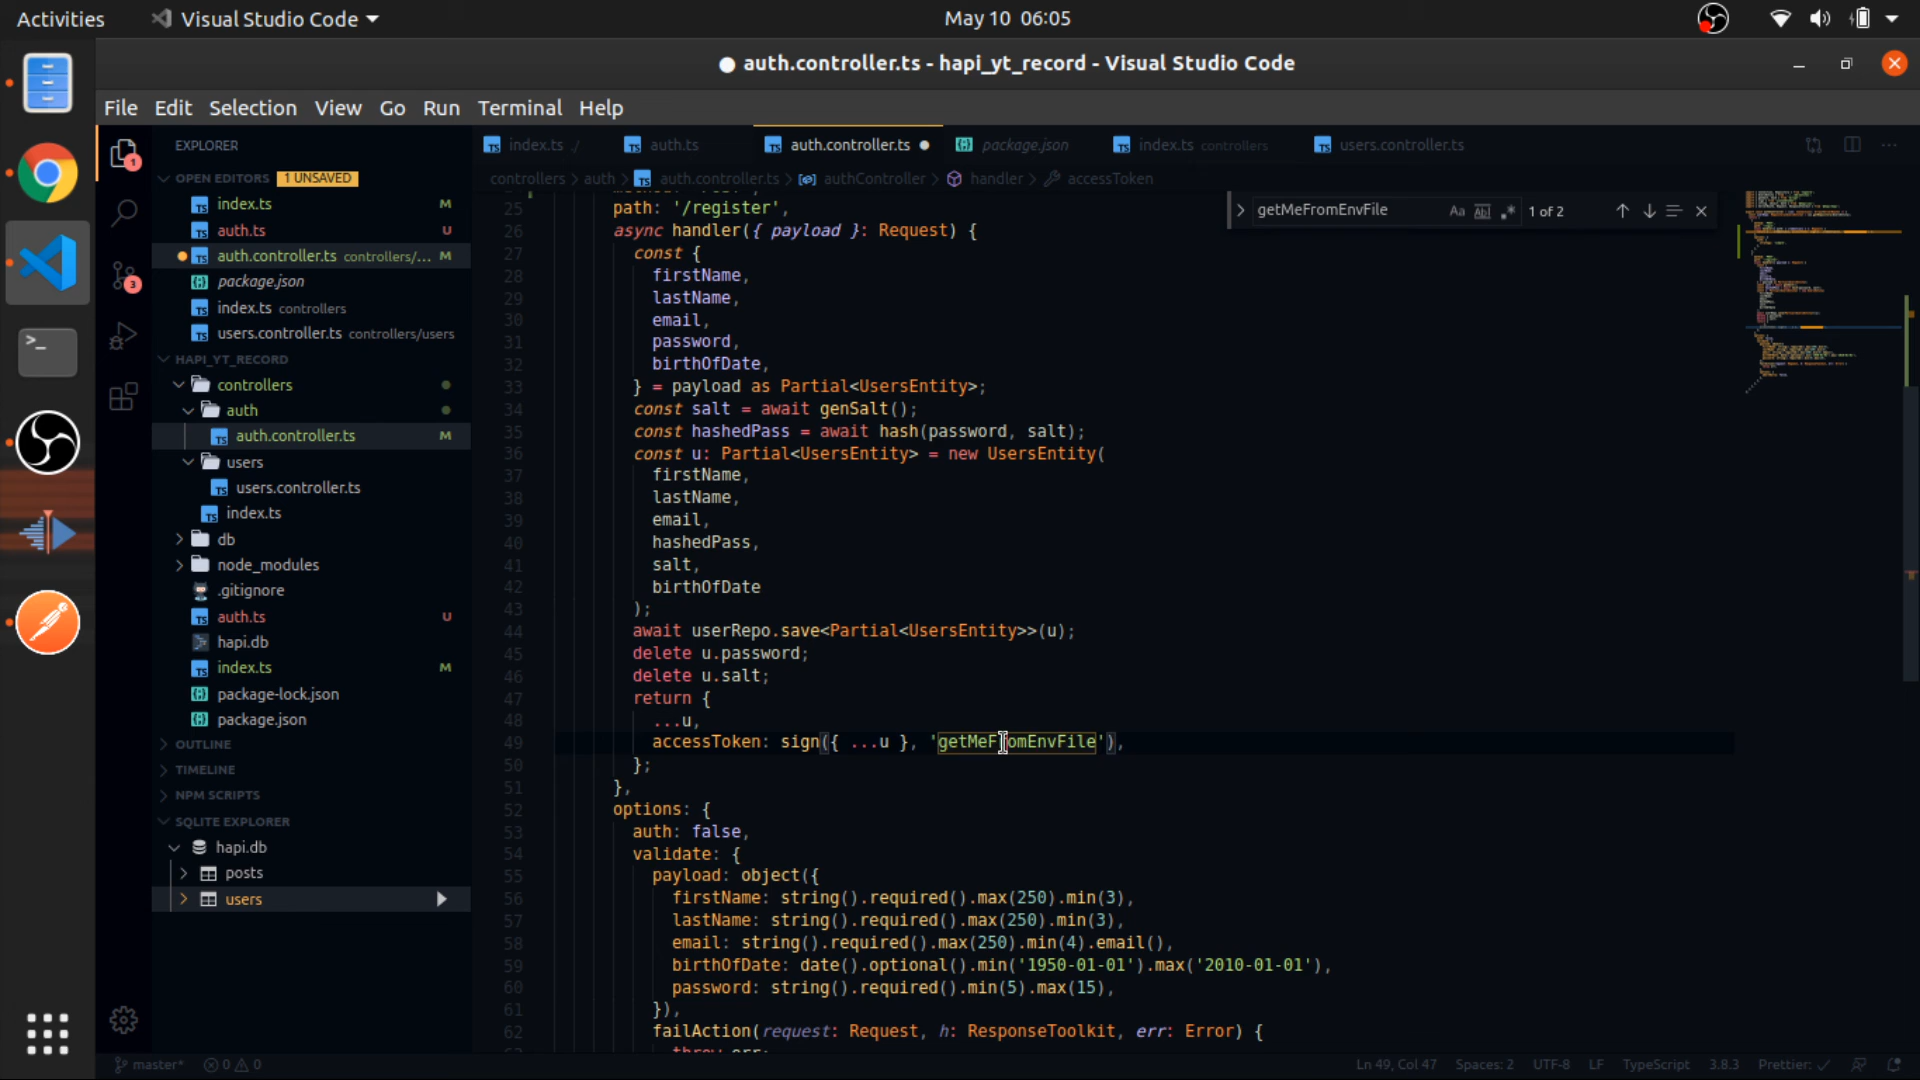 Activities
Visual Studio Code
May 10 06:05
● auth.controller.ts - hapi_yt_record - Visual Studio Code
File Edit Selection View Go Run Terminal Help
EXPLORER
OPEN EDITORS 1 UNSAVED
index.ts M
auth.ts U
auth.controller.ts controllers/... M
package.json
index.ts controllers
users.controller.ts controllers/users
HAPI_YT_RECORD
controllers
auth
auth.controller.ts M
users
users.controller.ts
index.ts
db
node_modules
.gitignore
auth.ts U
hapi.db
index.ts M
package-lock.json
package.json
OUTLINE
TIMELINE
NPM SCRIPTS
SQLITE EXPLORER
hapi.db
posts
users
1
3
index.ts ./
auth.ts
auth.controller.ts ●
package.json
index.ts controllers
users.controller.ts
controllers > auth > auth.controller.ts > authController > handler > accessToken
getMeFromEnvFile
1 of 2
25 path: '/register',
26 async handler({ payload }: Request) {
27 const {
28 firstName,
29 lastName,
30 email,
31 password,
32 birthOfDate,
33 } = payload as Partial<UsersEntity>;
34 const salt = await genSalt();
35 const hashedPass = await hash(password, salt);
36 const u: Partial<UsersEntity> = new UsersEntity(
37 firstName,
38 lastName,
39 email,
40 hashedPass,
41 salt,
42 birthOfDate
43 );
44 await userRepo.save<Partial<UsersEntity>>(u);
45 delete u.password;
46 delete u.salt;
47 return {
48 ...u,
49 accessToken: sign({ ...u }, 'getMeFromEnvFile'),
50 };
51 },
52 options: {
53 auth: false,
54 validate: {
55 payload: object({
56 firstName: string().required().max(250).min(3),
57 lastName: string().required().max(250).min(3),
58 email: string().required().max(250).min(4).email(),
59 birthOfDate: date().optional().min('1950-01-01').max('2010-01-01'),
60 password: string().required().min(5).max(15),
61 }),
62 failAction(request: Request, h: ResponseToolkit, err: Error) {
master*
0 0
Ln 49, Col 47
Spaces: 2
UTF-8
LF
TypeScript
3.8.3
Prettier: ✓